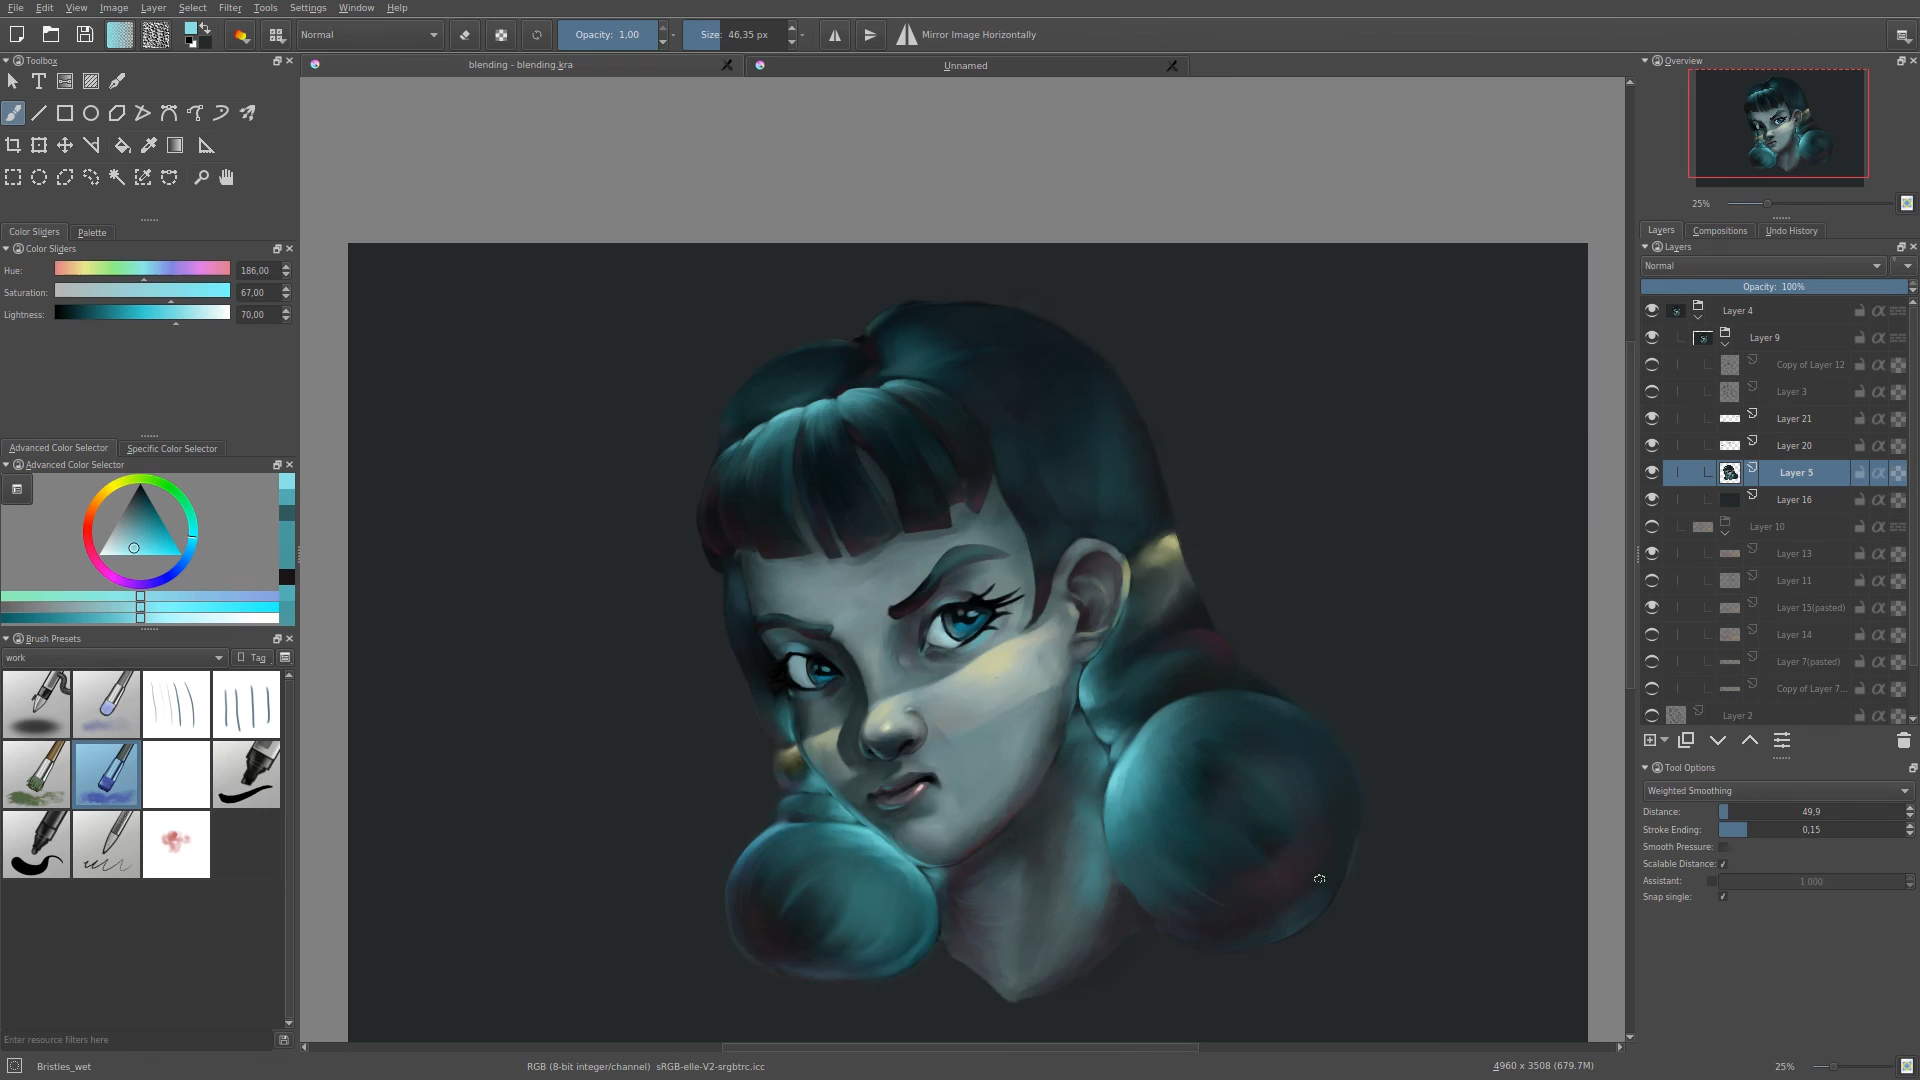 File Edit View Image Layer Select Filter Tools Settings Window Help
Normal
Opacity: 1,00
Size: 46,35 px
Mirror Image Horizontally
Toolbox
blending - blending.kra
Unnamed
Overview
25%
Color Sliders
Palette
Color Sliders
Hue: 186,00
Saturation: 67,00
Lightness: 70,00
Advanced Color Selector
Specific Color Selector
Advanced Color Selector
Brush Presets
work
Tag
Enter resource filters here
Layers
Compositions
Undo History
Layers
Normal
Opacity: 100%
Layer 4
Layer 9
Copy of Layer 12
Layer 3
Layer 21
Layer 20
Layer 5
Layer 16
Layer 10
Layer 13
Layer 11
Layer 15(pasted)
Layer 14
Layer 7(pasted)
Copy of Layer 7...
Layer 2
Tool Options
Weighted Smoothing
Distance: 49,9
Stroke Ending: 0,15
Smooth Pressure:
Scalable Distance:
Assistant: 1 000
Snap single:
Bristles_wet
RGB (8-bit integer/channel) sRGB-elle-V2-srgbtrc.icc
4960 x 3508 (679.7M)
25%